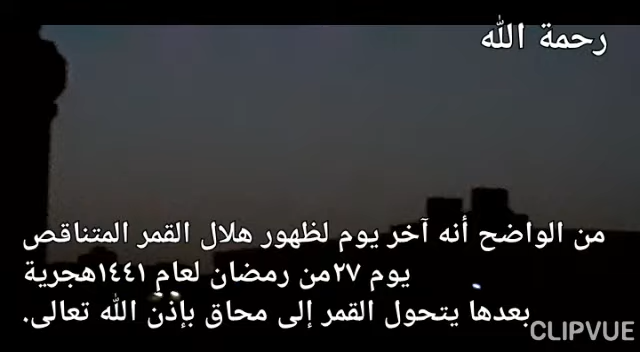 رحمة الله
من الواضح أنه آخر يوم لظهور هلال القمر المتناقص
يوم ٢٧من رمضان لعام ١٤٤١هجرية
بعدها يتحول القمر إلى محاق بإذن الله تعالى.
CLIPVUE